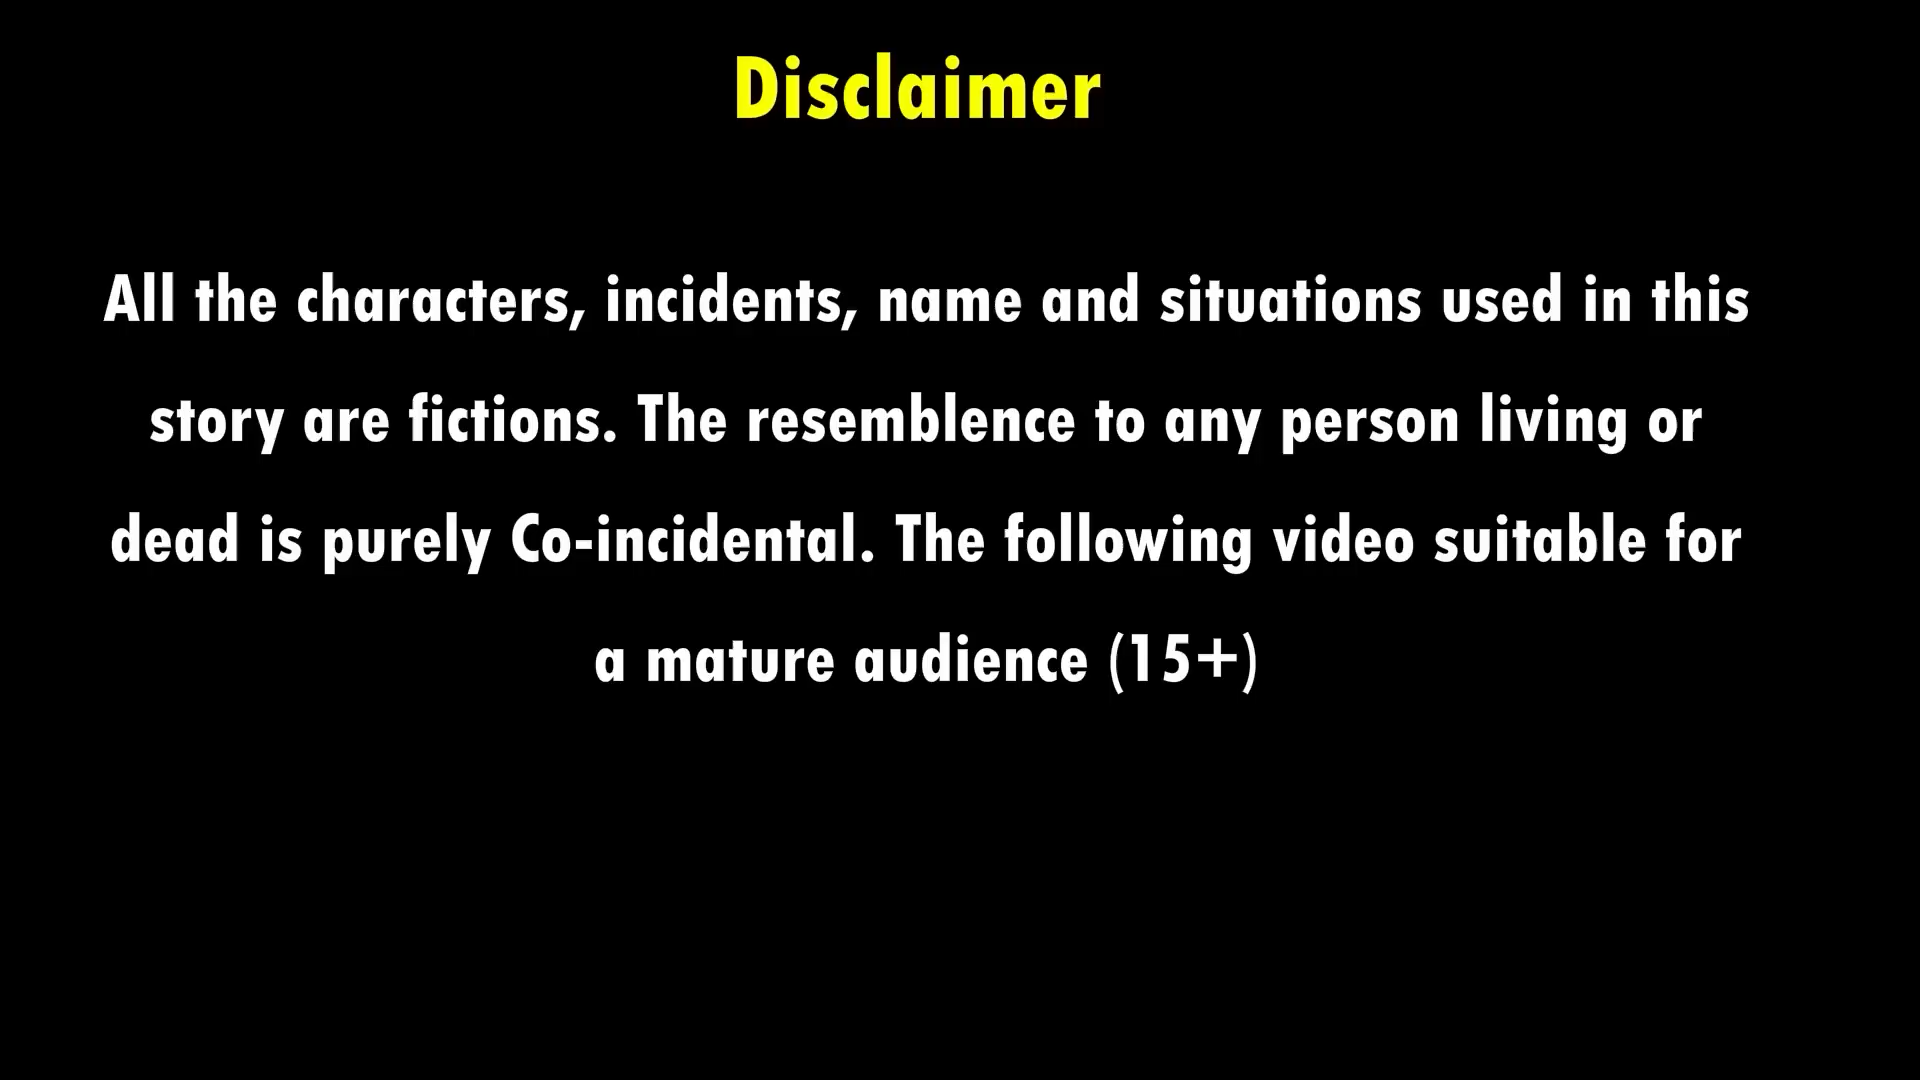 Disclaimer
All the characters, incidents, name and situations used in this
story are fictions. The resemblence to any person living or
dead is purely Co-incidental. The following video suitable for
a mature audience (15+)